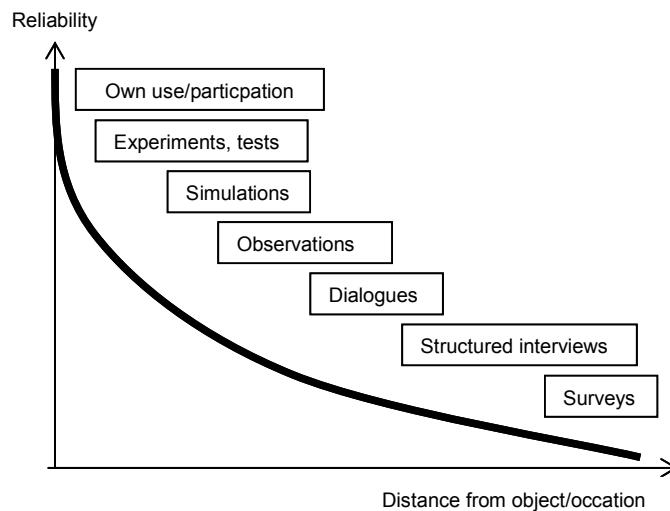 Reliability
Own use/particpation
Experiments, tests
Simulations
Observations
Dialogues
Structured interviews
Surveys
Distance from object/occation